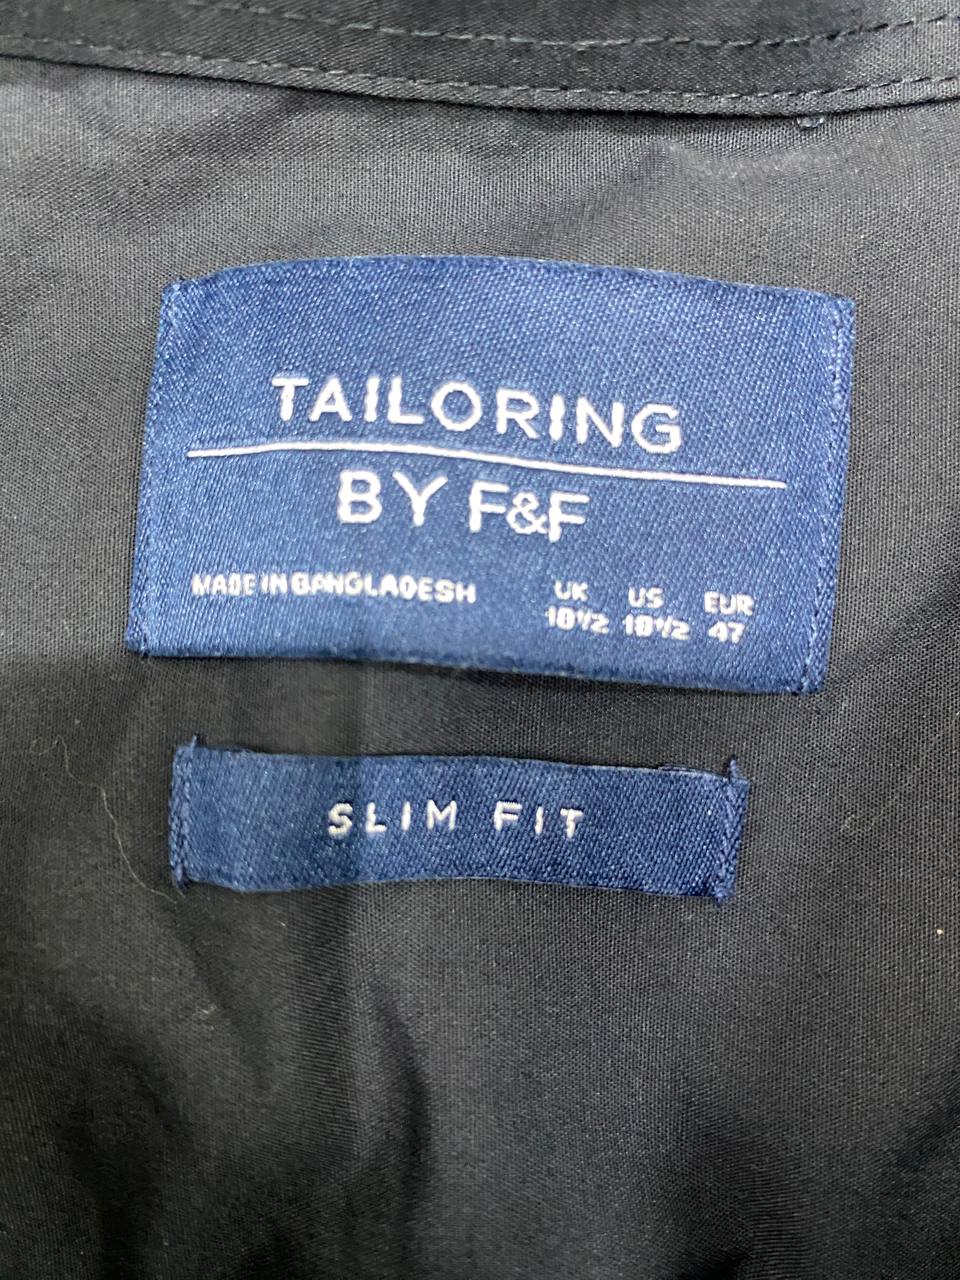 TAILORING
BY F&F
MADE IN BANGLADESH
UK US EUR
18½ 18½ 47
SLIM FIT